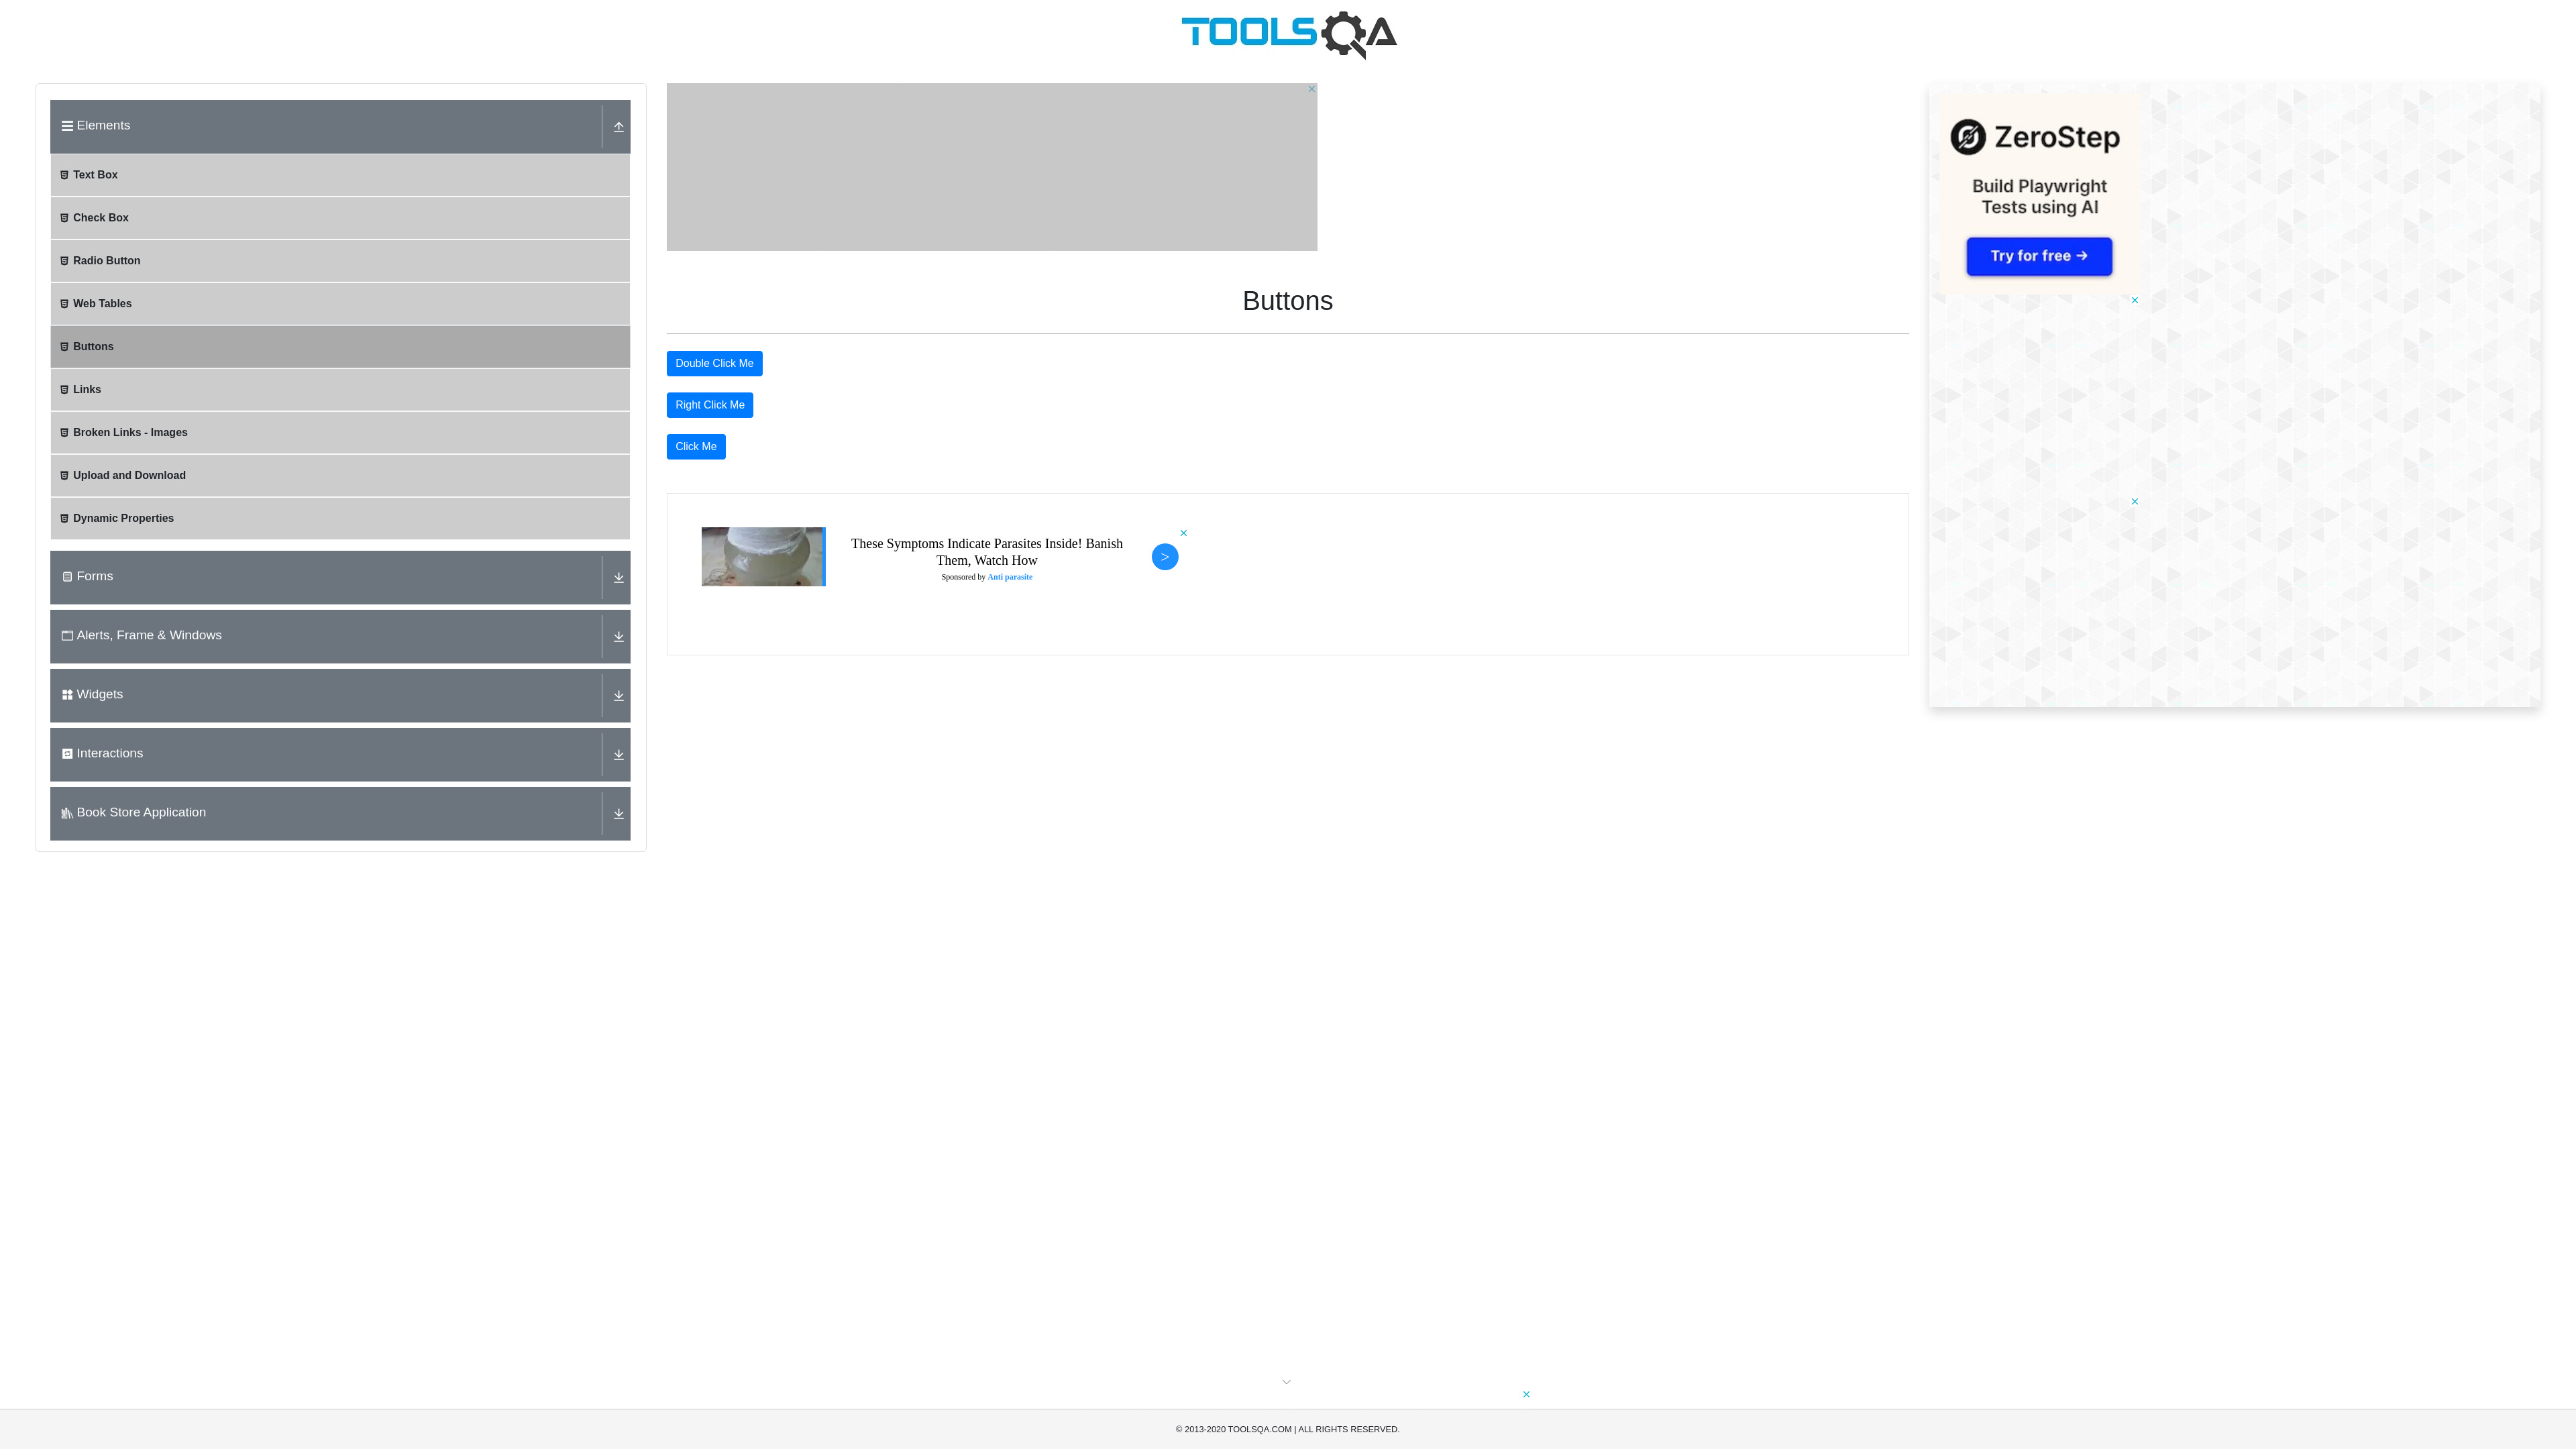 TOOLSQA
Elements
Text Box
Check Box
Radio Button
Web Tables
Buttons
Links
Broken Links - Images
Upload and Download
Dynamic Properties
Forms
Alerts, Frame & Windows
Widgets
Interactions
Book Store Application
Buttons
Double Click Me
Right Click Me
Click Me
These Symptoms Indicate Parasites Inside! Banish
Them, Watch How
Sponsored by Anti parasite
>
ZeroStep
Build Playwright
Tests using AI
Try for free →
© 2013-2020 TOOLSQA.COM | ALL RIGHTS RESERVED.